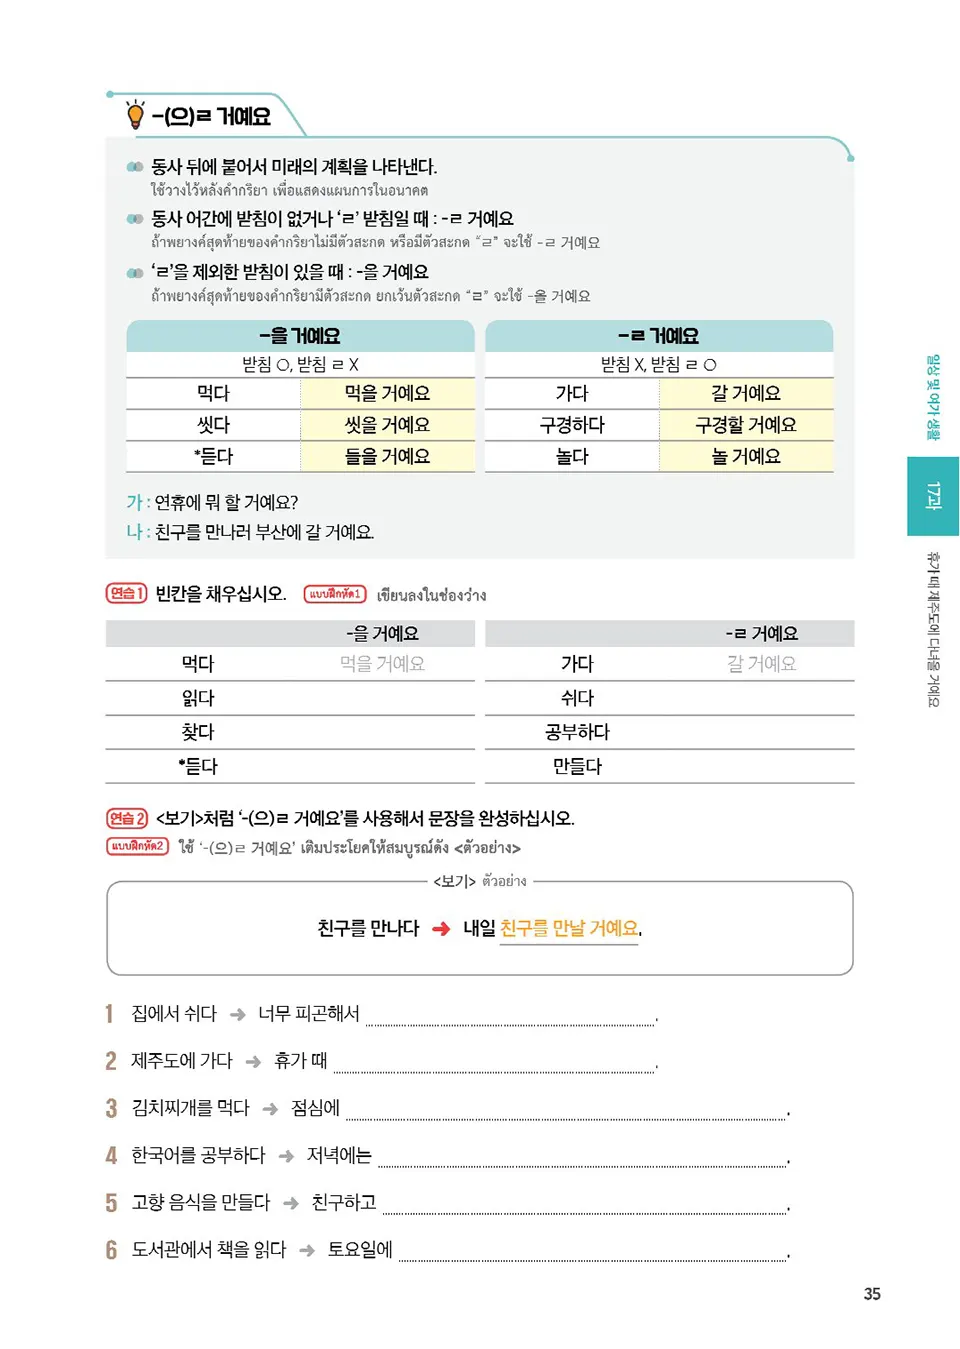 -(으)ㄹ 거예요
동사 뒤에 붙어서 미래의 계획을 나타낸다.
ใช้วางไว้หลังคำกริยา เพื่อแสดงแผนการในอนาคต
동사 어간에 받침이 없거나 ‘ㄹ’ 받침일 때 : -ㄹ 거예요
ถ้าพยางค์สุดท้ายของคำกริยาไม่มีตัวสะกด หรือมีตัวสะกด “ㄹ” จะใช้ -ㄹ 거예요
‘ㄹ’을 제외한 받침이 있을 때 : -을 거예요
ถ้าพยางค์สุดท้ายของคำกริยามีตัวสะกด ยกเว้นตัวสะกด “ㄹ” จะใช้ -을 거예요
-을 거예요
받침 O, 받침 ㄹ X
먹다 먹을 거예요
씻다 씻을 거예요
*듣다 들을 거예요
-ㄹ 거예요
받침 X, 받침 ㄹ O
가다 갈 거예요
구경하다 구경할 거예요
놀다 놀 거예요
가 : 연휴에 뭐 할 거예요?
나 : 친구를 만나러 부산에 갈 거예요.
연습 1 빈칸을 채우십시오. แบบฝึกหัด1 เขียนลงในช่องว่าง
-을 거예요
먹다 먹을 거예요
읽다
찾다
*듣다
-ㄹ 거예요
가다 갈 거예요
쉬다
공부하다
만들다
연습 2 <보기>처럼 ‘-(으)ㄹ 거예요’를 사용해서 문장을 완성하십시오.
แบบฝึกหัด2 ใช้ ‘-(으)ㄹ 거예요’ เติมประโยคให้สมบูรณ์ดัง <ตัวอย่าง>
<보기> ตัวอย่าง
친구를 만나다 ➜ 내일 친구를 만날 거예요.
1 집에서 쉬다 ➜ 너무 피곤해서 .
2 제주도에 가다 ➜ 휴가 때 .
3 김치찌개를 먹다 ➜ 점심에 .
4 한국어를 공부하다 ➜ 저녁에는 .
5 고향 음식을 만들다 ➜ 친구하고 .
6 도서관에서 책을 읽다 ➜ 토요일에 .
일상 및 여가 생활
17과
휴가 때 제주도에 다녀올 거예요
35